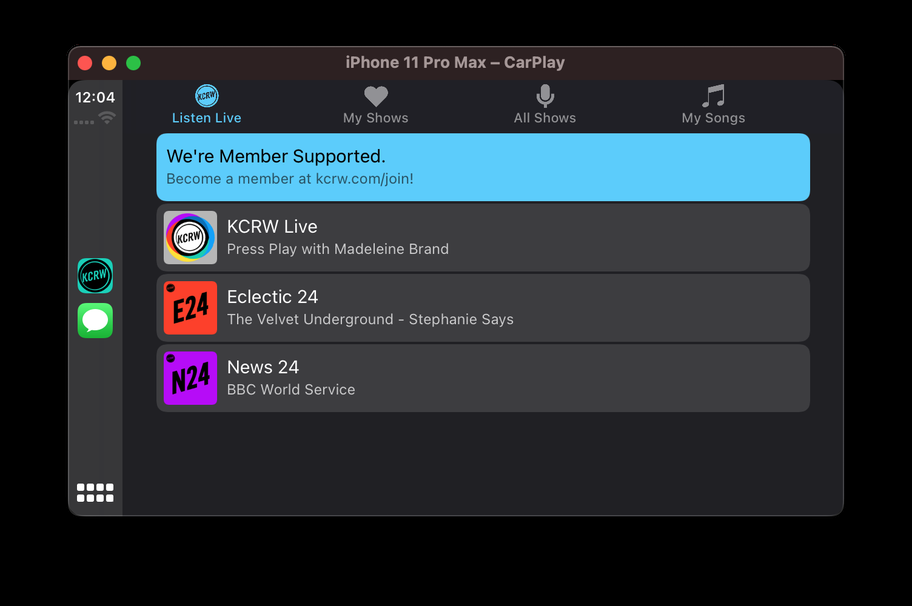 iPhone 11 Pro Max – CarPlay
12:04
KCRW
Listen Live
My Shows
All Shows
My Songs
We're Member Supported.
Become a member at kcrw.com/join!
KCRW
KCRW Live
Press Play with Madeleine Brand
KCRW
E24
Eclectic 24
The Velvet Underground - Stephanie Says
N24
News 24
BBC World Service